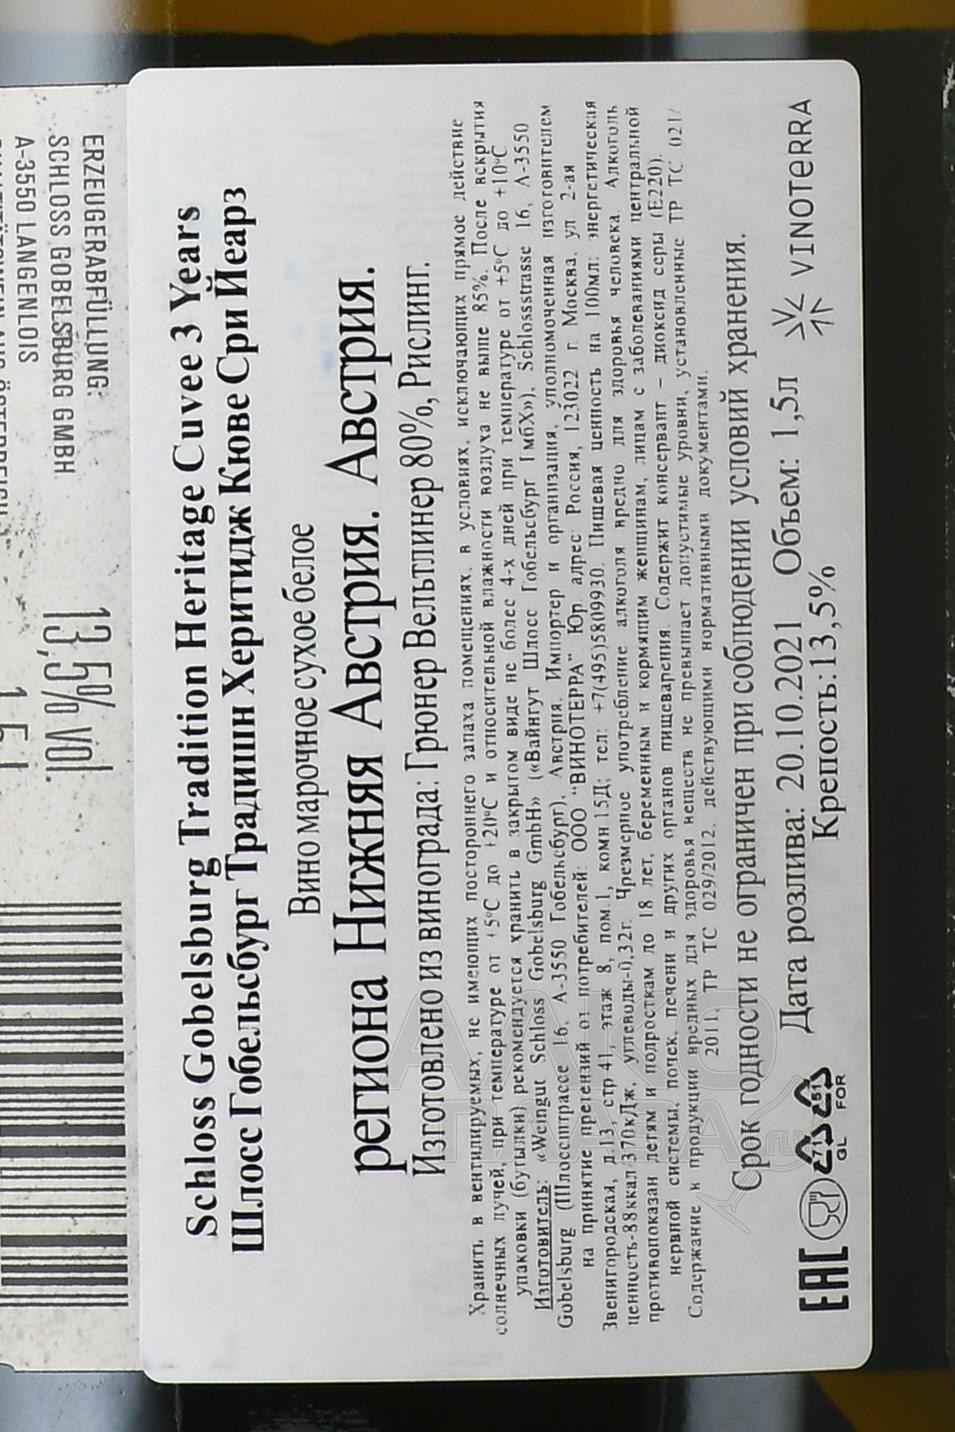 ERZEUGERABFÜLLUNG:
SCHLOSS GOBELSBURG GMBH
A-3550 LANGENLOIS
13,5% vol.
1,5 l
Schloss Gobelsburg Tradition Heritage Cuvee 3 Years
Шлосс Гобельсбург Традишн Херитидж Кюве Сри Йеарз
Вино марочное сухое белое
региона Нижняя Австрия. Австрия.
Изготовлено из винограда: Грюнер Вельтлинер 80%, Рислинг.
Хранить в вентилируемых, не имеющих постороннего запаха помещениях, в условиях, исключающих прямое действие
солнечных лучей, при температуре от +5°С до +20°С и относительной влажности воздуха не выше 85%. После вскрытия
упаковки (бутылки) рекомендуется хранить в закрытом виде не более 4-х дней при температуре от +5°С до +10°С
Изготовитель: «Weingut Schloss Gobelsburg GmbH» («Вайнгут Шлосс Гобельсбург ГмбХ»), Schlossstrasse 16, A-3550
Gobelsburg (Шлоссштрассе 16, А-3550 Гобельсбург), Австрия. Импортер и организация, уполномоченная изготовителем
на принятие претензий от потребителей: ООО "ВИНОТЕРРА" Юр. адрес: Россия, 123022 г. Москва, ул 2-ая
Звенигородская, д.13, стр 41, этаж 8, пом.I, комн 15Д; тел: +7(495)5809930. Пищевая ценность на 100мл: энергетическая
ценность-88ккал/370кДж, углеводы-0,32г. Чрезмерное употребление алкоголя вредно для здоровья человека. Алкоголь
противопоказан детям и подросткам до 18 лет, беременным и кормящим женщинам, лицам с заболеваниями центральной
нервной системы, почек, печени и других органов пищеварения. Содержит консервант – диоксид серы (Е220).
Содержание в продукции вредных для здоровья веществ не превышает допустимые уровни, установленные ТР ТС 021/
2011, ТР ТС 029/2012, действующими нормативными документами.
Срок годности не ограничен при соблюдении условий хранения.
Дата розлива: 20.10.2021 Объем: 1,5л
Крепость:13,5%
VINOTERRA
EAC
71
GL
51
FOR